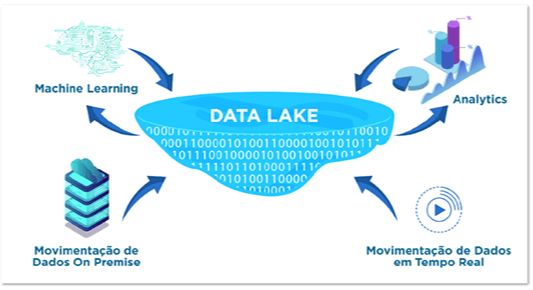 Machine Learning
Analytics
DATA LAKE
Movimentação de
Dados On Premise
Movimentação de Dados
em Tempo Real